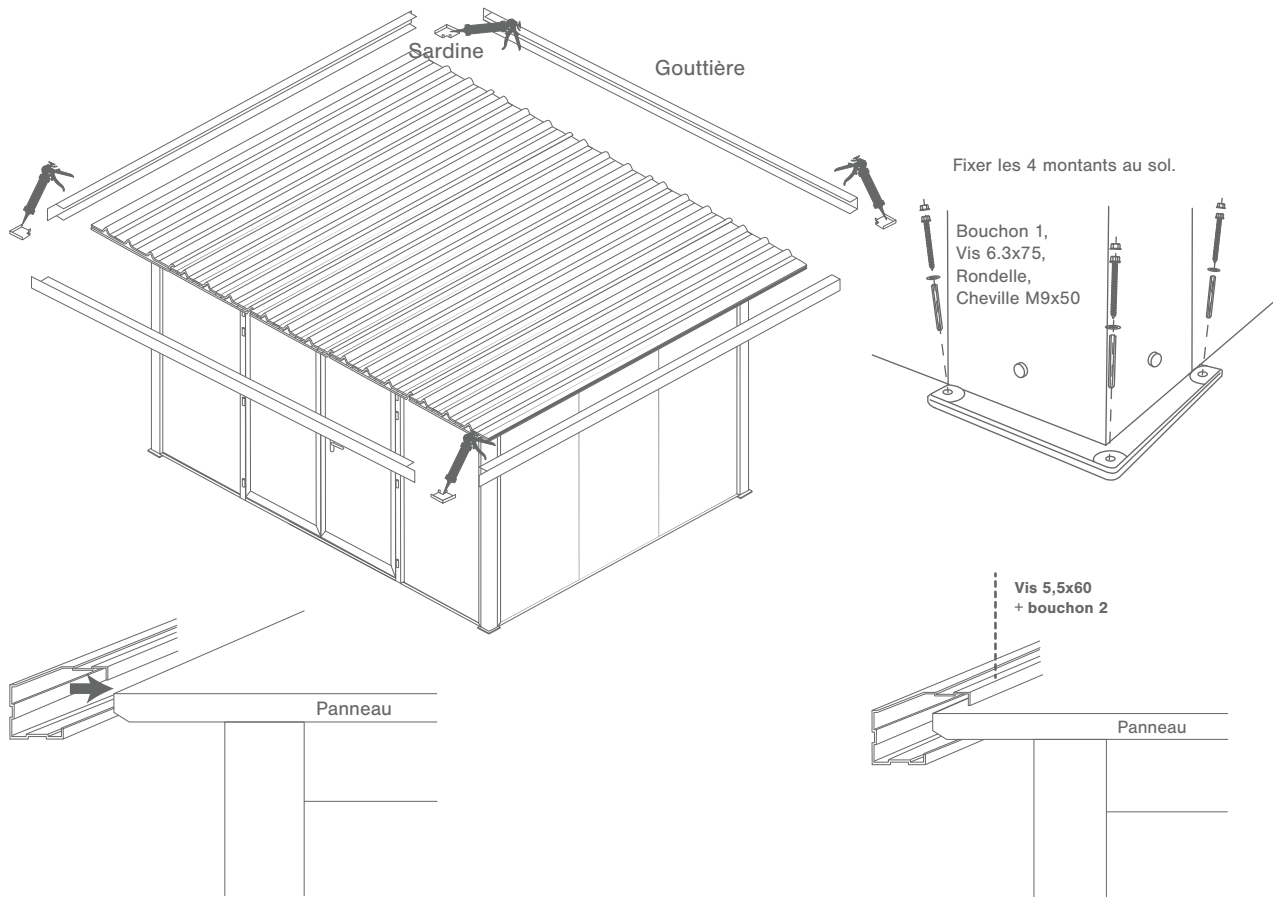 Sardine
Gouttière
Fixer les 4 montants au sol.
Bouchon 1,
Vis 6.3x75,
Rondelle,
Cheville M9x50
Vis 5,5x60
+ bouchon 2
Panneau
Panneau